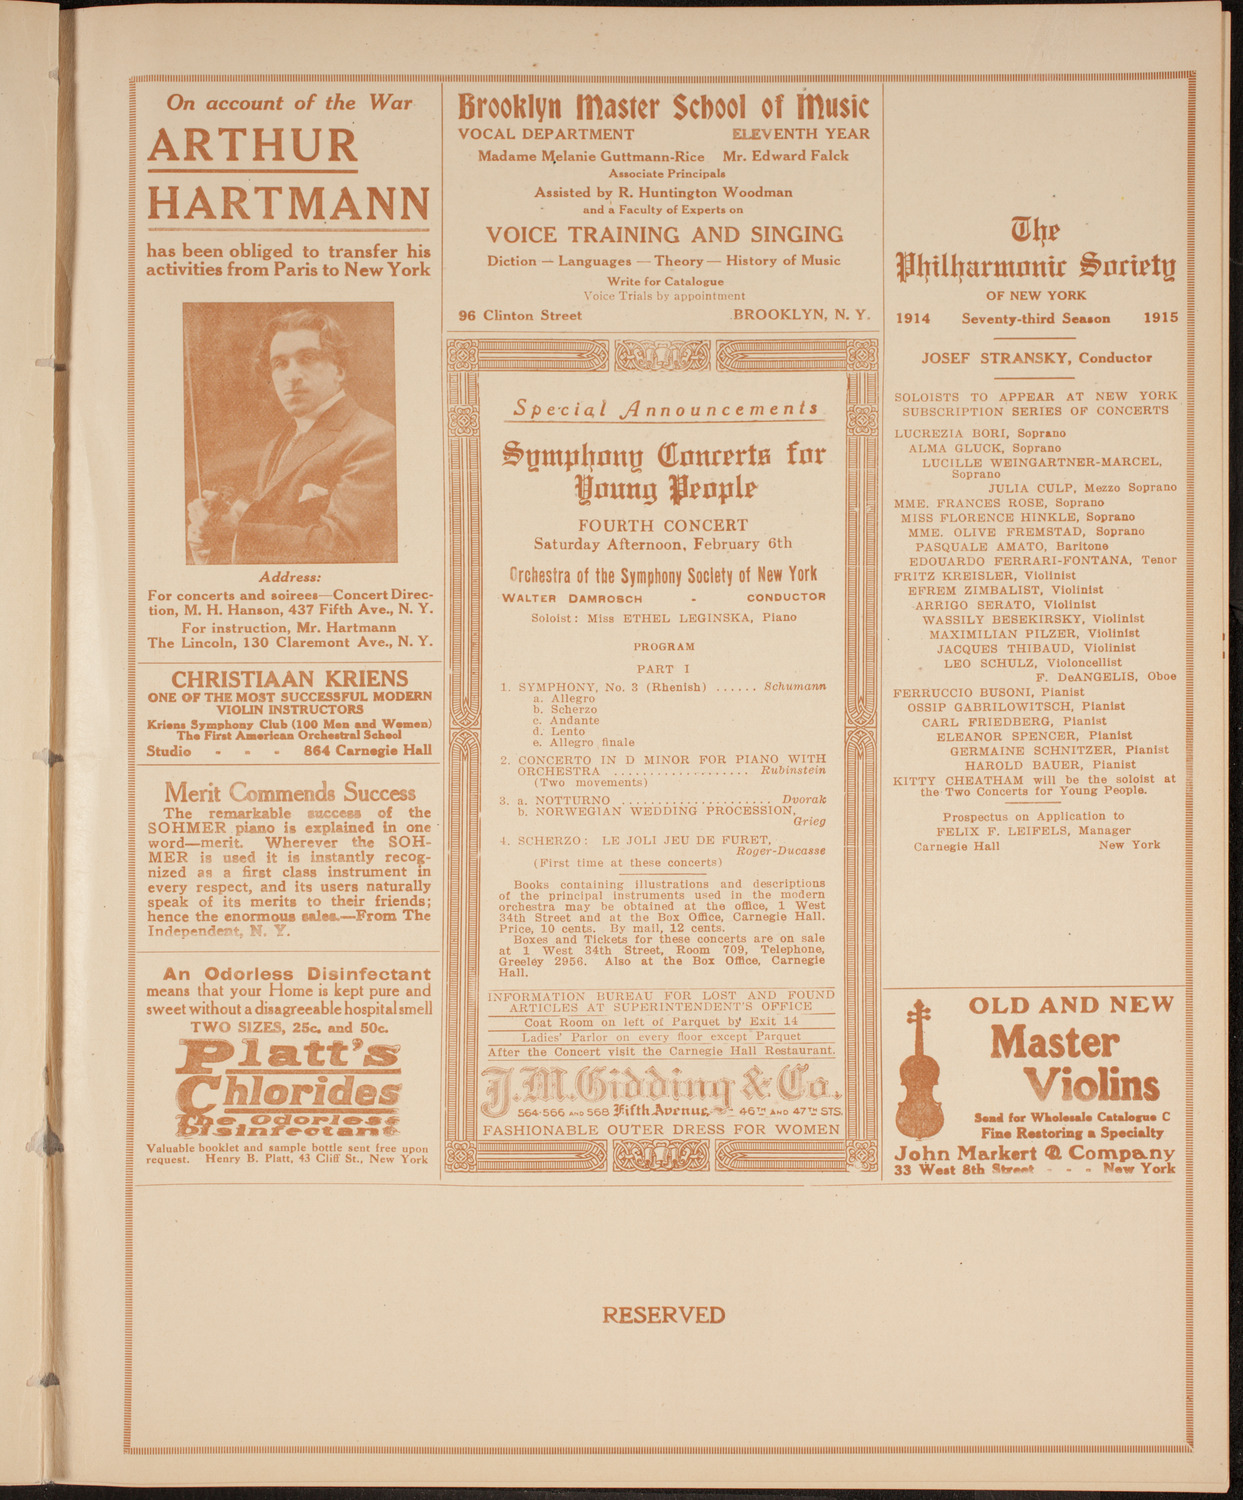 On account of the War
ARTHUR
HARTMANN
has been obliged to transfer his
activities from Paris to New York
Address:
For concerts and soirees—Concert Direc-
tion, M. H. Hanson, 437 Fifth Ave., N. Y.
For instruction, Mr. Hartmann
The Lincoln, 130 Claremont Ave., N. Y.
CHRISTIAAN KRIENS
ONE OF THE MOST SUCCESSFUL MODERN
VIOLIN INSTRUCTORS
Kriens Symphony Club (100 Men and Women)
The First American Orchestral School
Studio - - - 864 Carnegie Hall
Merit Commends Success
The remarkable success of the
SOHMER piano is explained in one
word—merit. Wherever the SOH-
MER is used it is instantly recog-
nized as a first class instrument in
every respect, and its users naturally
speak of its merits to their friends;
hence the enormous sales.—From The
Independent, N. Y.
An Odorless Disinfectant
means that your Home is kept pure and
sweet without a disagreeable hospital smell
TWO SIZES, 25c. and 50c.
Platt's
Chlorides
The Odorless
Disinfectant
Valuable booklet and sample bottle sent free upon
request. Henry B. Platt, 43 Cliff St., New York
Brooklyn Master School of Music
VOCAL DEPARTMENT ELEVENTH YEAR
Madame Melanie Guttmann-Rice Mr. Edward Falck
Associate Principals
Assisted by R. Huntington Woodman
and a Faculty of Experts on
VOICE TRAINING AND SINGING
Diction — Languages — Theory — History of Music
Write for Catalogue
Voice Trials by appointment
96 Clinton Street BROOKLYN, N. Y.
Special Announcements
Symphony Concerts for
Young People
FOURTH CONCERT
Saturday Afternoon, February 6th
Orchestra of the Symphony Society of New York
WALTER DAMROSCH - CONDUCTOR
Soloist: Miss ETHEL LEGINSKA, Piano
PROGRAM
PART I
1. SYMPHONY, No. 3 (Rhenish) ...... Schumann
a. Allegro
b. Scherzo
c. Andante
d. Lento
e. Allegro finale
2. CONCERTO IN D MINOR FOR PIANO WITH
ORCHESTRA .................. Rubinstein
(Two movements)
3. a. NOTTURNO .................... Dvorak
b. NORWEGIAN WEDDING PROCESSION,
Grieg
4. SCHERZO: LE JOLI JEU DE FURET,
Roger-Ducasse
(First time at these concerts)
Books containing illustrations and descriptions
of the principal instruments used in the modern
orchestra may be obtained at the office, 1 West
34th Street and at the Box Office, Carnegie Hall.
Price, 10 cents. By mail, 12 cents.
Boxes and Tickets for these concerts are on sale
at 1 West 34th Street, Room 709, Telephone,
Greeley 2956. Also at the Box Office, Carnegie
Hall.
INFORMATION BUREAU FOR LOST AND FOUND
ARTICLES AT SUPERINTENDENT'S OFFICE
Coat Room on left of Parquet by Exit 14
Ladies' Parlor on every floor except Parquet
After the Concert visit the Carnegie Hall Restaurant.
J. M. Gidding & Co.
564-566 AND 568 Fifth Avenue, 46TH AND 47TH STS.
FASHIONABLE OUTER DRESS FOR WOMEN
The
Philharmonic Society
OF NEW YORK
1914 Seventy-third Season 1915
JOSEF STRANSKY, Conductor
SOLOISTS TO APPEAR AT NEW YORK
SUBSCRIPTION SERIES OF CONCERTS
LUCREZIA BORI, Soprano
ALMA GLUCK, Soprano
LUCILLE WEINGARTNER-MARCEL,
Soprano
JULIA CULP, Mezzo Soprano
MME. FRANCES ROSE, Soprano
MISS FLORENCE HINKLE, Soprano
MME. OLIVE FREMSTAD, Soprano
PASQUALE AMATO, Baritone
EDOUARDO FERRARI-FONTANA, Tenor
FRITZ KREISLER, Violinist
EFREM ZIMBALIST, Violinist
ARRIGO SERATO, Violinist
WASSILY BESEKIRSKY, Violinist
MAXIMILIAN PILZER, Violinist
JACQUES THIBAUD, Violinist
LEO SCHULZ, Violoncellist
F. DeANGELIS, Oboe
FERRUCCIO BUSONI, Pianist
OSSIP GABRILOWITSCH, Pianist
CARL FRIEDBERG, Pianist
ELEANOR SPENCER, Pianist
GERMAINE SCHNITZER, Pianist
HAROLD BAUER, Pianist
KITTY CHEATHAM will be the soloist at
the Two Concerts for Young People.
Prospectus on Application to
FELIX F. LEIFELS, Manager
Carnegie Hall New York
OLD AND NEW
Master
Violins
Send for Wholesale Catalogue C
Fine Restoring a Specialty
John Markert & Company
33 West 8th Street - - - New York
RESERVED